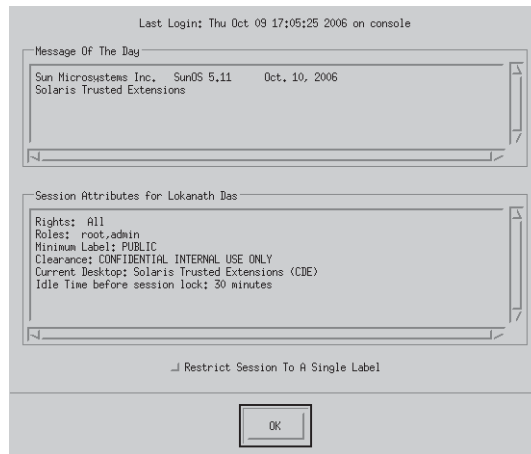 Last Login: Thu Oct 09 17:05:25 2006 on console
Message Of The Day
Sun Microsystems Inc. SunOS 5.11 Oct. 10, 2006
Solaris Trusted Extensions
Session Attributes for Lokanath Das
Rights: All
Roles: root,admin
Minimum Label: PUBLIC
Clearance: CONFIDENTIAL INTERNAL USE ONLY
Current Desktop: Solaris Trusted Extensions (CDE)
Idle Time before session lock: 30 minutes
Restrict Session To A Single Label
OK